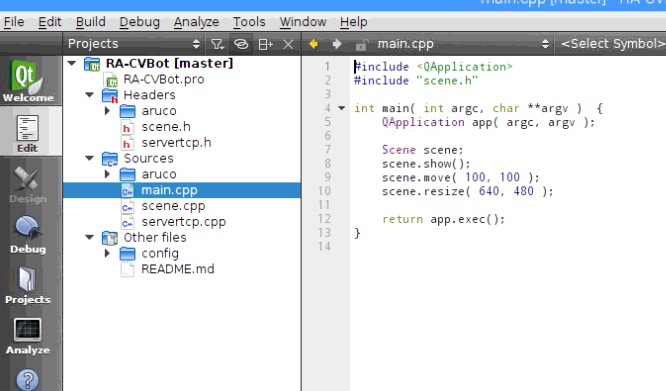 main.cpp [master] - RA-CV
File Edit Build Debug Analyze Tools Window Help
Projects
main.cpp
<Select Symbol>
Welcome
Edit
Design
Debug
Projects
Analyze
RA-CVBot [master]
RA-CVBot.pro
Headers
aruco
scene.h
servertcp.h
Sources
aruco
main.cpp
scene.cpp
servertcp.cpp
Other files
config
README.md
1 #include <QApplication>
2 #include "scene.h"
3
4 int main( int argc, char **argv ) {
5 QApplication app( argc, argv );
6
7 Scene scene;
8 scene.show();
9 scene.move( 100, 100 );
10 scene.resize( 640, 480 );
11
12 return app.exec();
13 }
14